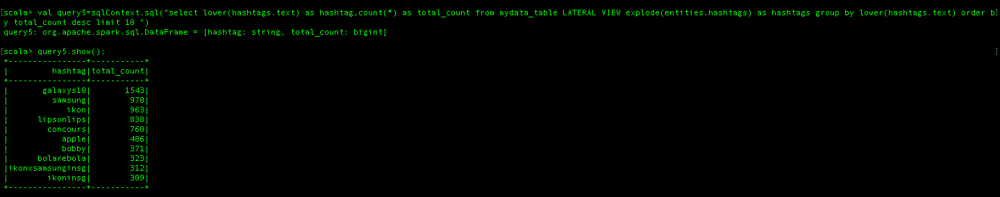 [scala> val query5=sqlContext.sql("select lower(hashtags.text) as hashtag,count(*) as total_count from mydata_table LATERAL VIEW explode(entities.hashtags) as hashtags group by lower(hashtags.text) order b]
y total_count desc limit 10 ")
query5: org.apache.spark.sql.DataFrame = [hashtag: string, total_count: bigint]
[scala> query5.show(); ]
+----------------+-----------+
|         hashtag|total_count|
+----------------+-----------+
|       galaxys10|       1543|
|         samsung|        970|
|            ikon|        963|
|      lipsonlips|        838|
|        concours|        760|
|           apple|        486|
|           bobby|        371|
|      bolarebola|        323|
|ikonxsamsunginsg|        312|
|        ikoninsg|        309|
+----------------+-----------+